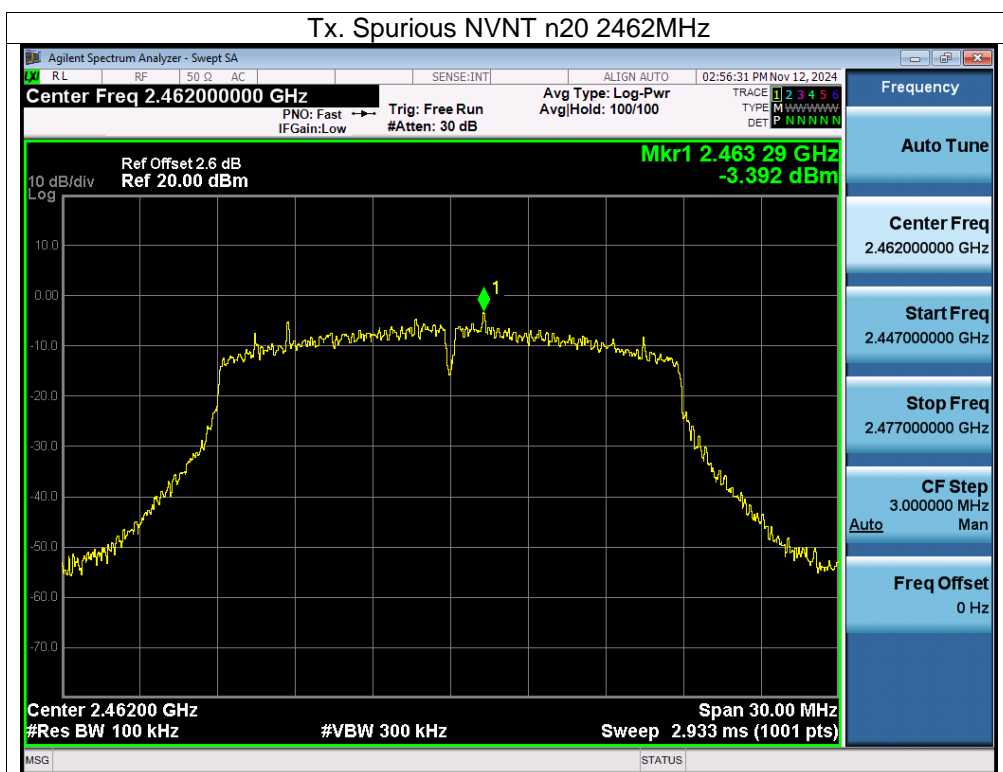 Tx. Spurious NVNT n20 2462MHz
Agilent Spectrum Analyzer - Swept SA
LXI RL RF 50 Ω AC SENSE:INT ALIGN AUTO 02:56:31 PM Nov 12, 2024
Center Freq 2.462000000 GHz
PNO: Fast
IFGain:Low
Trig: Free Run
#Atten: 30 dB
Avg Type: Log-Pwr
Avg|Hold: 100/100
TRACE 1 2 3 4 5 6
TYPE M WWWWW
DET P N N N N N
Mkr1 2.463 29 GHz
-3.392 dBm
Ref Offset 2.6 dB
10 dB/div Ref 20.00 dBm
Log
10.0
0.00
-10.0
-20.0
-30.0
-40.0
-50.0
-60.0
-70.0
1
Center 2.46200 GHz Span 30.00 MHz
#Res BW 100 kHz #VBW 300 kHz Sweep 2.933 ms (1001 pts)
MSG STATUS
Frequency
Auto Tune
Center Freq
2.462000000 GHz
Start Freq
2.447000000 GHz
Stop Freq
2.477000000 GHz
CF Step
3.000000 MHz
Auto Man
Freq Offset
0 Hz